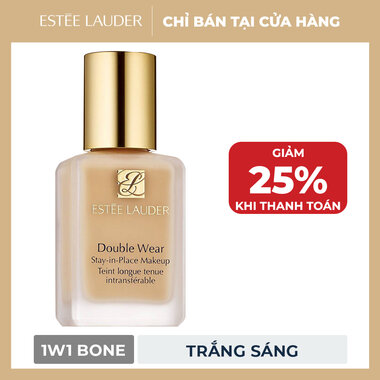 ESTĒE LAUDER
CHỈ BÁN TẠI CỬA HÀNG
ESTĒE LAUDER
Double Wear
Stay-in-Place Makeup
Teint longue tenue
intransférable
GIẢM
25%
KHI THANH TOÁN
1W1 BONE
TRẮNG SÁNG